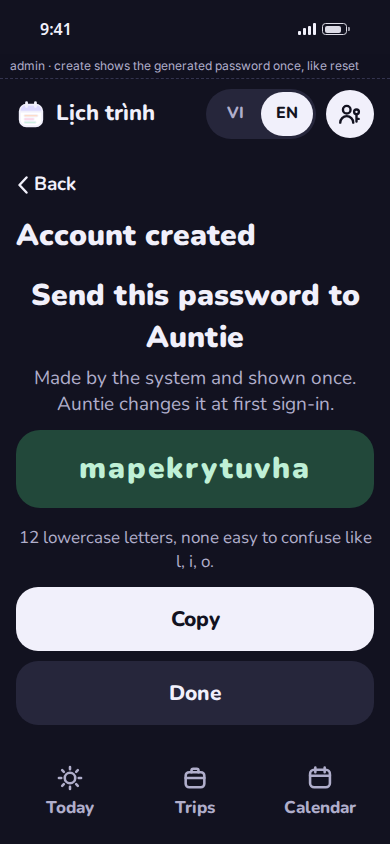 9:41
admin · create shows the generated password once, like reset
Lịch trình
VI
EN
Back
Account created
Send this password to
Auntie
Made by the system and shown once.
Auntie changes it at first sign-in.
mapekrytuvha
12 lowercase letters, none easy to confuse like
l, i, o.
Copy
Done
Today
Trips
Calendar